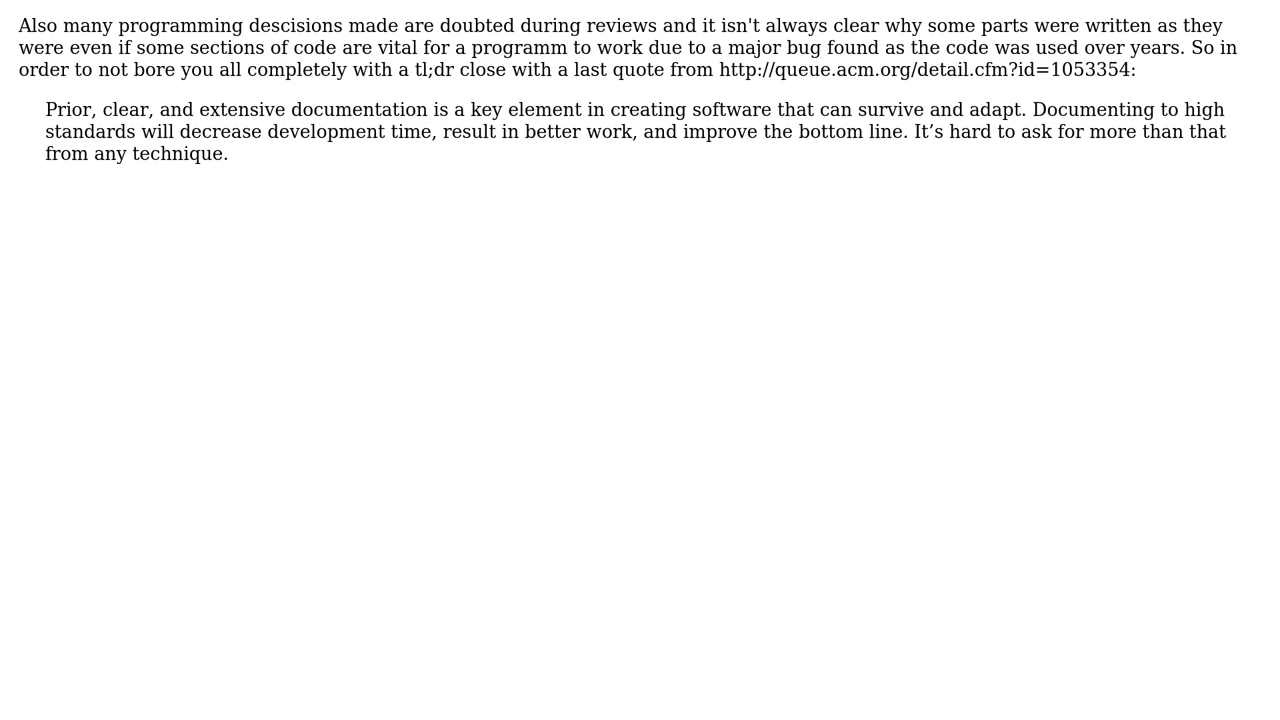 Also many programming descisions made are doubted during reviews and it isn't always clear why some parts were written as they
were even if some sections of code are vital for a programm to work due to a major bug found as the code was used over years. So in
order to not bore you all completely with a tl;dr close with a last quote from http://queue.acm.org/detail.cfm?id=1053354:
Prior, clear, and extensive documentation is a key element in creating software that can survive and adapt. Documenting to high
standards will decrease development time, result in better work, and improve the bottom line. It’s hard to ask for more than that
from any technique.